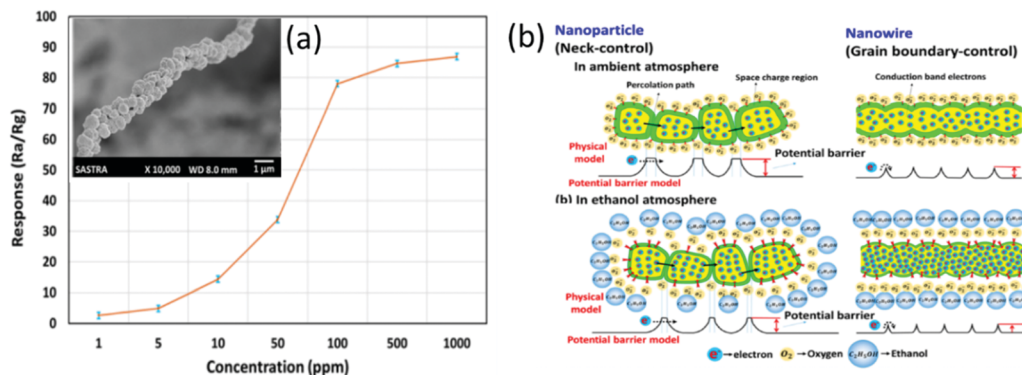 (a)
100
90
80
70
60
50
40
30
20
10
0
Response (Ra/Rg)
SASTRA X 10,000 WD 8.0 mm 1 µm
1 5 10 50 100 500 1000
Concentration (ppm)
(b)
Nanoparticle
(Neck-control)
Nanowire
(Grain boundary-control)
In ambient atmosphere
Percolation path
Space charge region
Conduction band electrons
Physical
model
e
Potential barrier
Potential barrier model
(b) In ethanol atmosphere
Physical
model
e
Potential barrier
Potential barrier model
e →electron O₂ →Oxygen C₂H₅OH →Ethanol